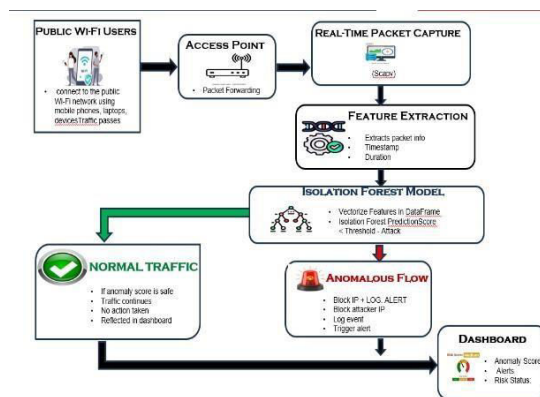 PUBLIC WI-FI USERS
• connect to the public
Wi-Fi network using
mobile phones, laptops,
devicesTraffic passes
ACCESS POINT
• Packet Forwarding
REAL-TIME PACKET CAPTURE
(Scapy)
FEATURE EXTRACTION
• Extracts packet info
• Timestamp
• Duration
ISOLATION FOREST MODEL
• Vectorize Features in DataFrame
• Isolation Forest PredictionScore
< Threshold - Attack
NORMAL TRAFFIC
• If anomaly score is safe
• Traffic continues
• No action taken
• Reflected in dashboard
ANOMALOUS FLOW
• Block IP + LOG. ALERT
• Block attacker IP
• Log event
• Trigger alert
DASHBOARD
• Anomaly Score
• Alerts
• Risk Status: